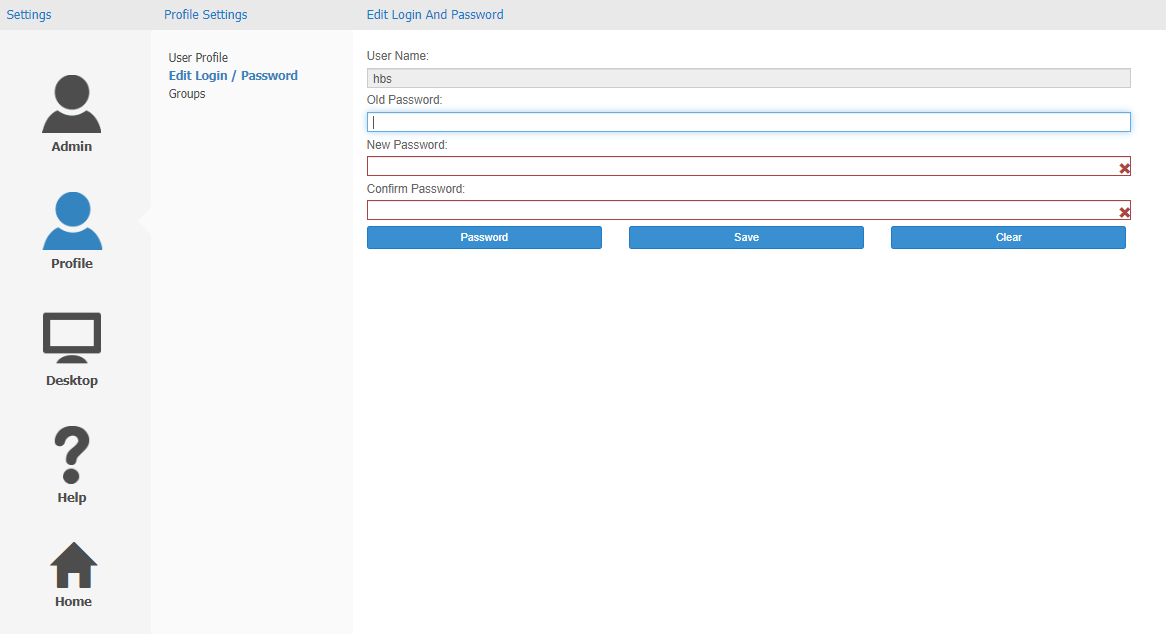 Settings
Profile Settings
Edit Login And Password
Admin
Profile
Desktop
Help
Home
User Profile
Edit Login / Password
Groups
User Name:
hbs
Old Password:
New Password:
Confirm Password:
Password
Save
Clear